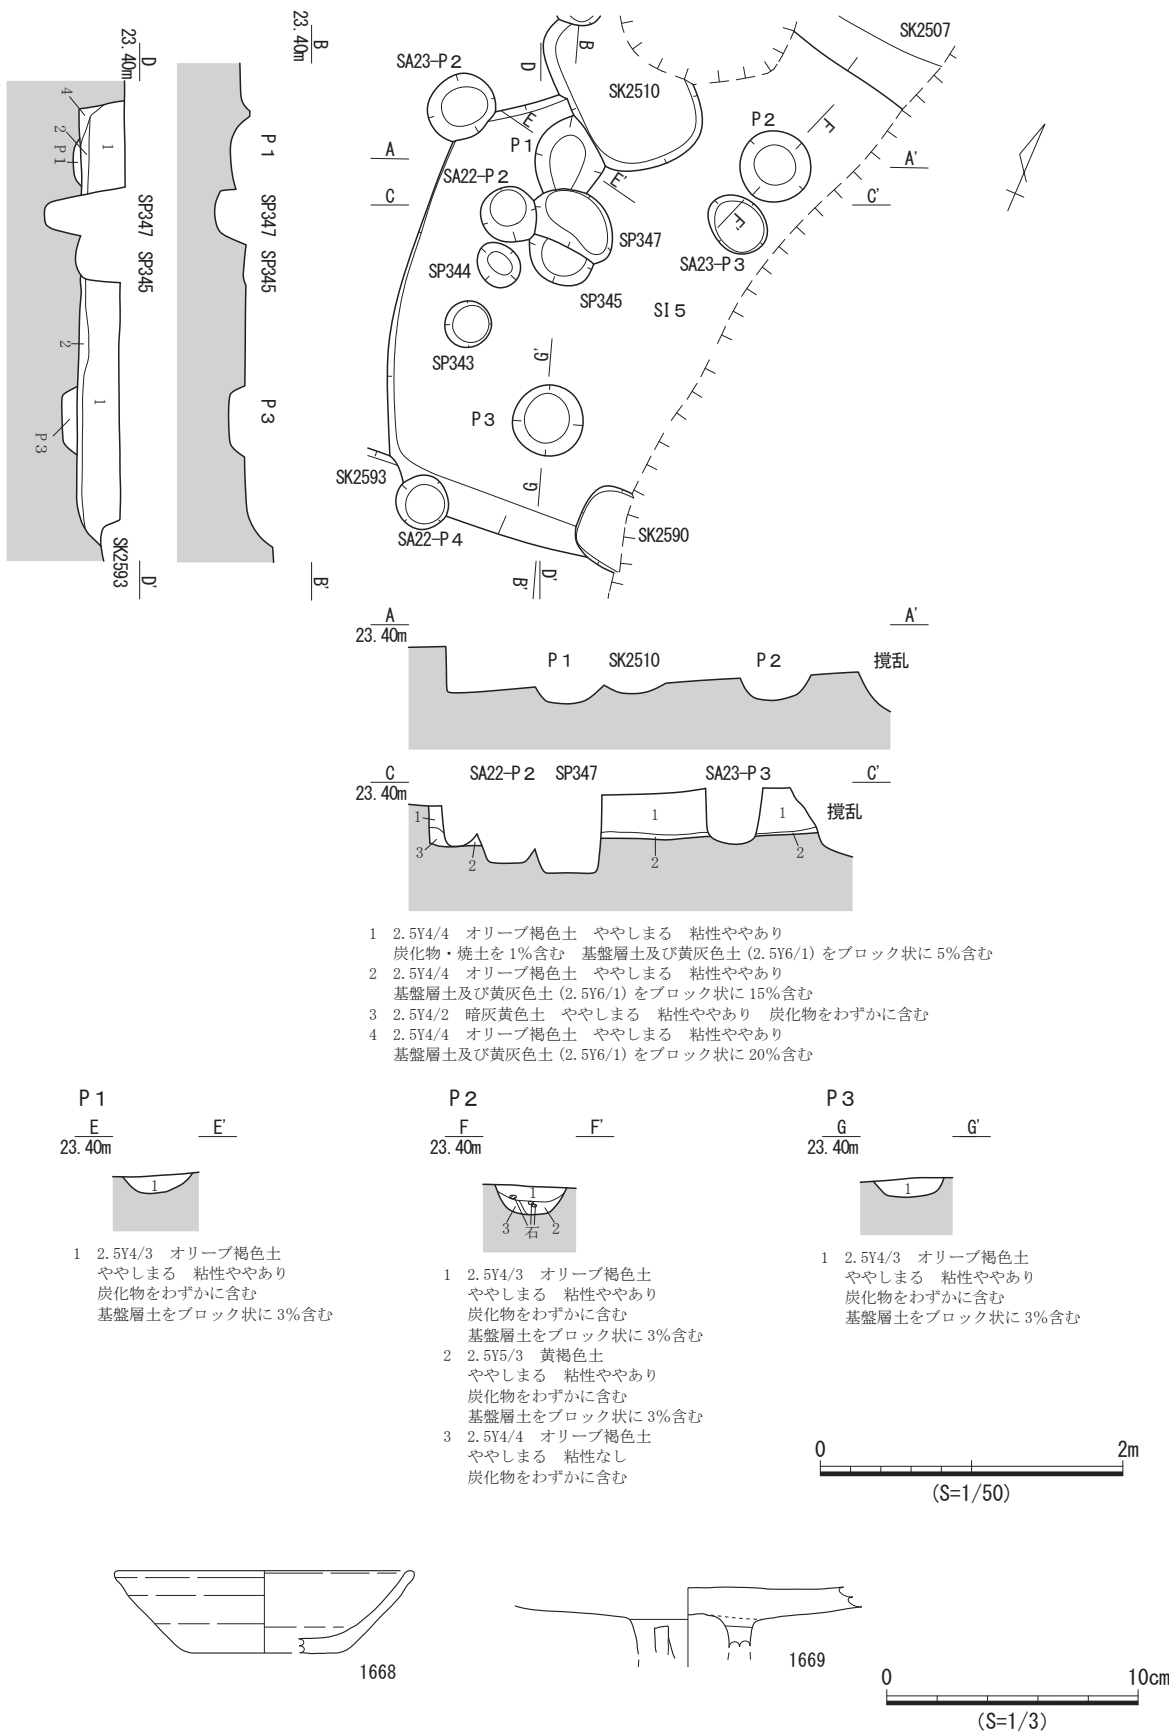 D
23.40m
4
2
P1
1
SP347
SP345
2
1
P3
SK2593
D'
B
23.40m
P1
SP347
SP345
P3
B'
SK2507
SA23-P2
D
B
SK2510
E
P1
P2
F
A
A'
SA22-P2
E'
C
C'
SP347
F'
SP344
SA23-P3
SP345
SI5
SP343
G'
P3
SK2593
G
SA22-P4
SK2590
B'
D'
A
A'
23.40m
P1 SK2510 P2 撹乱
C SA22-P2 SP347 SA23-P3 C'
23.40m
1
1
1
撹乱
3
2
2
2
1 2.5Y4/4 オリーブ褐色土 ややしまる 粘性ややあり
炭化物・焼土を1%含む 基盤層土及び黄灰色土(2.5Y6/1)をブロック状に5%含む
2 2.5Y4/4 オリーブ褐色土 ややしまる 粘性ややあり
基盤層土及び黄灰色土(2.5Y6/1)をブロック状に15%含む
3 2.5Y4/2 暗灰黄色土 ややしまる 粘性ややあり 炭化物をわずかに含む
4 2.5Y4/4 オリーブ褐色土 ややしまる 粘性ややあり
基盤層土及び黄灰色土(2.5Y6/1)をブロック状に20%含む
P1
E E'
23.40m
1
1 2.5Y4/3 オリーブ褐色土
ややしまる 粘性ややあり
炭化物をわずかに含む
基盤層土をブロック状に3%含む
P2
F F'
23.40m
1
3 石 2
1 2.5Y4/3 オリーブ褐色土
ややしまる 粘性ややあり
炭化物をわずかに含む
基盤層土をブロック状に3%含む
2 2.5Y5/3 黄褐色土
ややしまる 粘性ややあり
炭化物をわずかに含む
基盤層土をブロック状に3%含む
3 2.5Y4/4 オリーブ褐色土
ややしまる 粘性なし
炭化物をわずかに含む
P3
G G'
23.40m
1
1 2.5Y4/3 オリーブ褐色土
ややしまる 粘性ややあり
炭化物をわずかに含む
基盤層土をブロック状に3%含む
0 2m
(S=1/50)
1668
1669
0 10cm
(S=1/3)